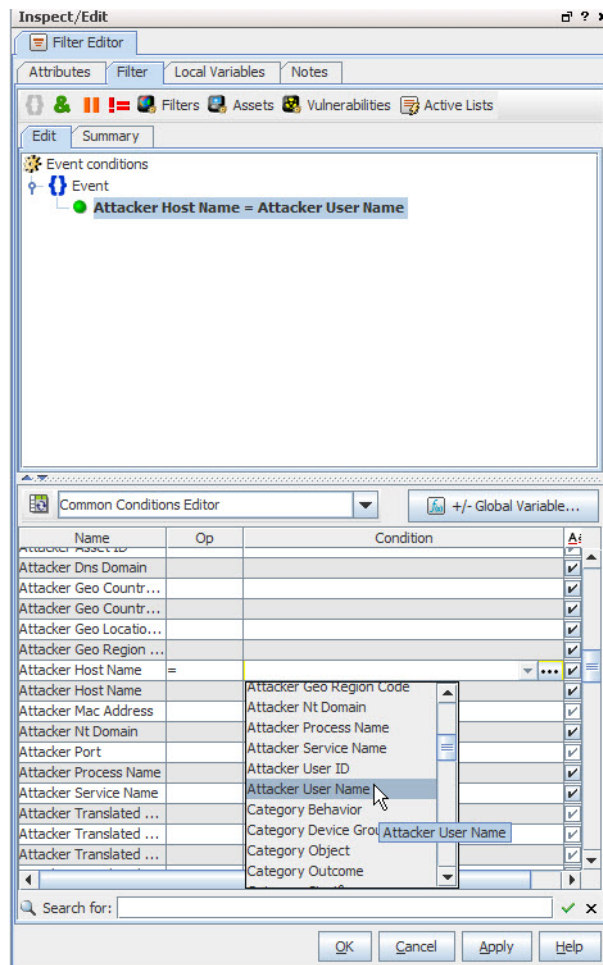 Inspect/Edit
Filter Editor
Attributes Filter Local Variables Notes
Filters Assets Vulnerabilities Active Lists
Edit Summary
Event conditions
Event
Attacker Host Name = Attacker User Name
Common Conditions Editor +/- Global Variable...
Name Op Condition
Attacker Asset ID
Attacker Dns Domain
Attacker Geo Countr...
Attacker Geo Countr...
Attacker Geo Locatio...
Attacker Geo Region ...
Attacker Host Name =
Attacker Host Name
Attacker Mac Address
Attacker Nt Domain
Attacker Port
Attacker Process Name
Attacker Service Name
Attacker Translated ...
Attacker Translated ...
Attacker Translated ...
Attacker Geo Region Code
Attacker Nt Domain
Attacker Process Name
Attacker Service Name
Attacker User ID
Attacker User Name
Category Behavior
Category Device Grou
Attacker User Name
Category Object
Category Outcome
Search for:
OK Cancel Apply Help